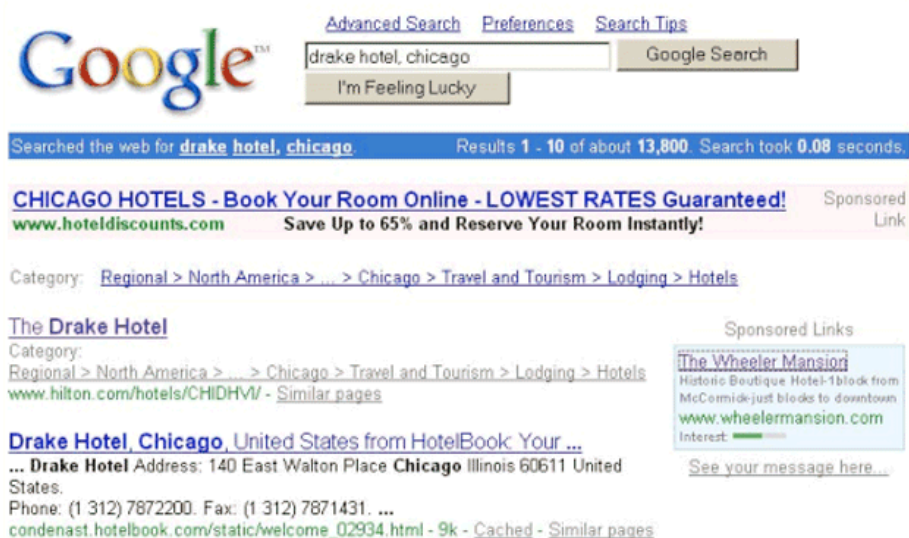 Advanced Search Preferences Search Tips
Google™
drake hotel, chicago Google Search
I'm Feeling Lucky
Searched the web for drake hotel, chicago. Results 1 - 10 of about 13,800. Search took 0.08 seconds.
CHICAGO HOTELS - Book Your Room Online - LOWEST RATES Guaranteed! Sponsored
www.hoteldiscounts.com Save Up to 65% and Reserve Your Room Instantly! Link
Category: Regional > North America > ... > Chicago > Travel and Tourism > Lodging > Hotels
The Drake Hotel
Category:
Regional > North America > ... > Chicago > Travel and Tourism > Lodging > Hotels
www.hilton.com/hotels/CHIDHVI/ - Similar pages
Drake Hotel, Chicago, United States from HotelBook: Your ...
... Drake Hotel Address: 140 East Walton Place Chicago Illinois 60611 United
States.
Phone: (1 312) 7872200. Fax: (1 312) 7871431. ...
condenast.hotelbook.com/static/welcome_02934.html - 9k - Cached - Similar pages
Sponsored Links
The Wheeler Mansion
Historic Boutique Hotel-1block from
McCormick-just blocks to downtown
www.wheelermansion.com
Interest:
See your message here...